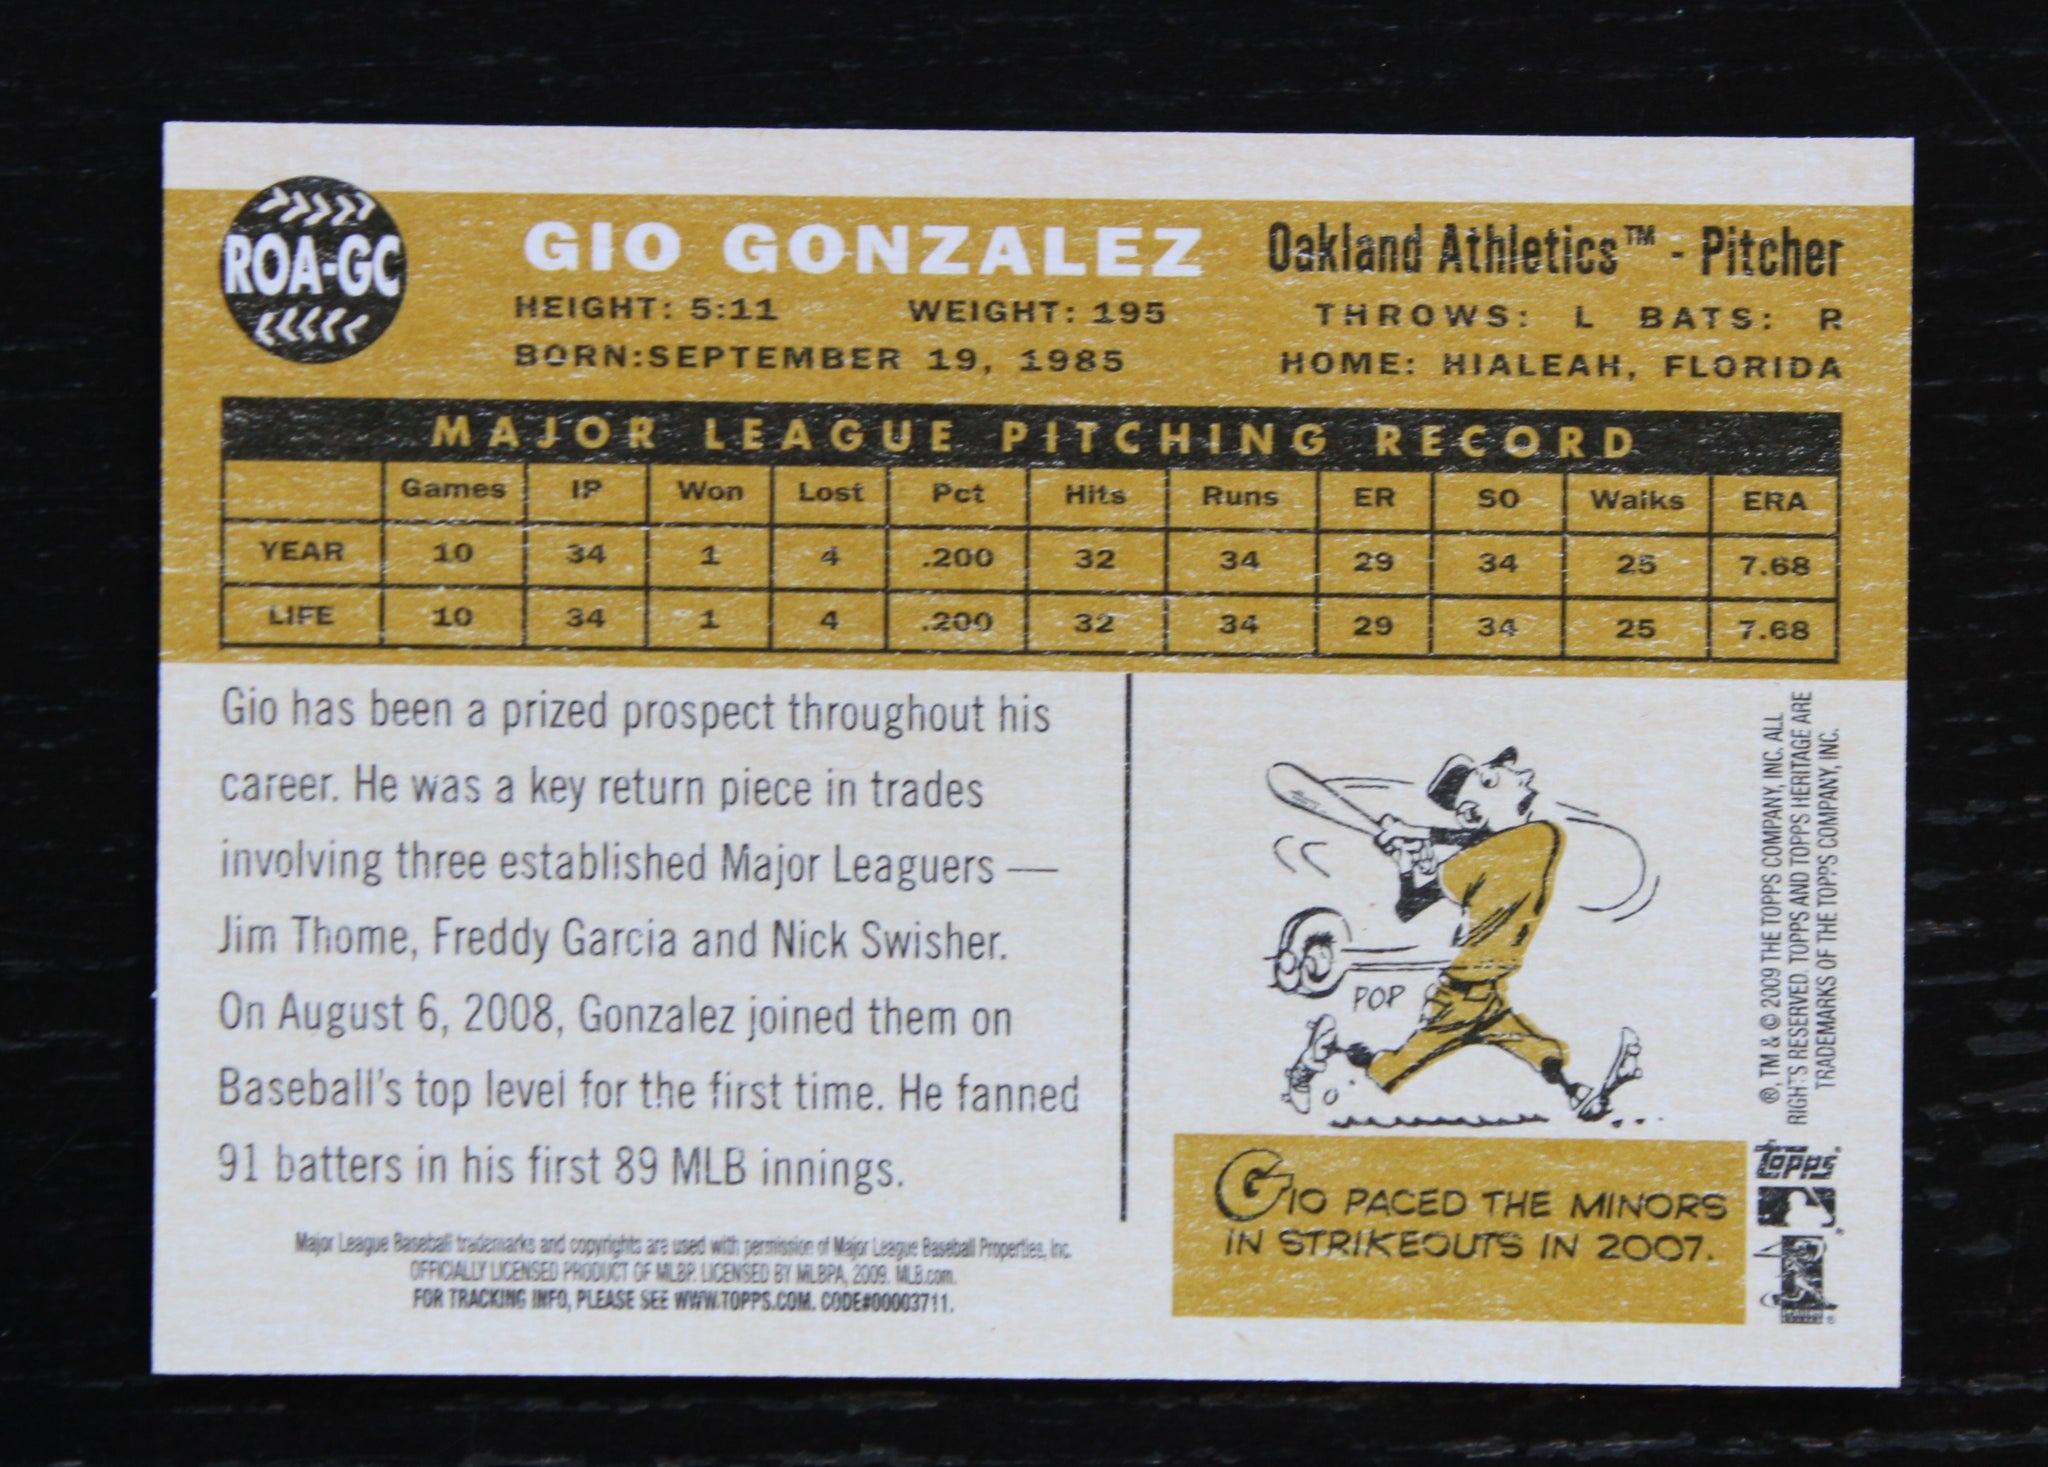 ROA-GC
GIO GONZALEZ
Oakland Athletics™ - Pitcher
HEIGHT: 5:11 WEIGHT: 195 THROWS: L BATS: R
BORN:SEPTEMBER 19, 1985 HOME: HIALEAH, FLORIDA
MAJOR LEAGUE PITCHING RECORD
Games IP Won Lost Pct Hits Runs ER SO Walks ERA
YEAR 10 34 1 4 .200 32 34 29 34 25 7.68
LIFE 10 34 1 4 .200 32 34 29 34 25 7.68
Gio has been a prized prospect throughout his
career. He was a key return piece in trades
involving three established Major Leaguers —
Jim Thome, Freddy Garcia and Nick Swisher.
On August 6, 2008, Gonzalez joined them on
Baseball's top level for the first time. He fanned
91 batters in his first 89 MLB innings.
Major League Baseball trademarks and copyrights are used with permission of Major League Baseball Properties, Inc.
OFFICIALLY LICENSED PRODUCT OF MLBP. LICENSED BY MLBPA, 2009. MLB.com.
FOR TRACKING INFO, PLEASE SEE WWW.TOPPS.COM. CODE#00003711.
POP
GIO PACED THE MINORS
IN STRIKEOUTS IN 2007.
®, TM & © 2009 THE TOPPS COMPANY, INC. ALL
RIGHTS RESERVED. TOPPS AND TOPPS HERITAGE ARE
TRADEMARKS OF THE TOPPS COMPANY, INC.
topps